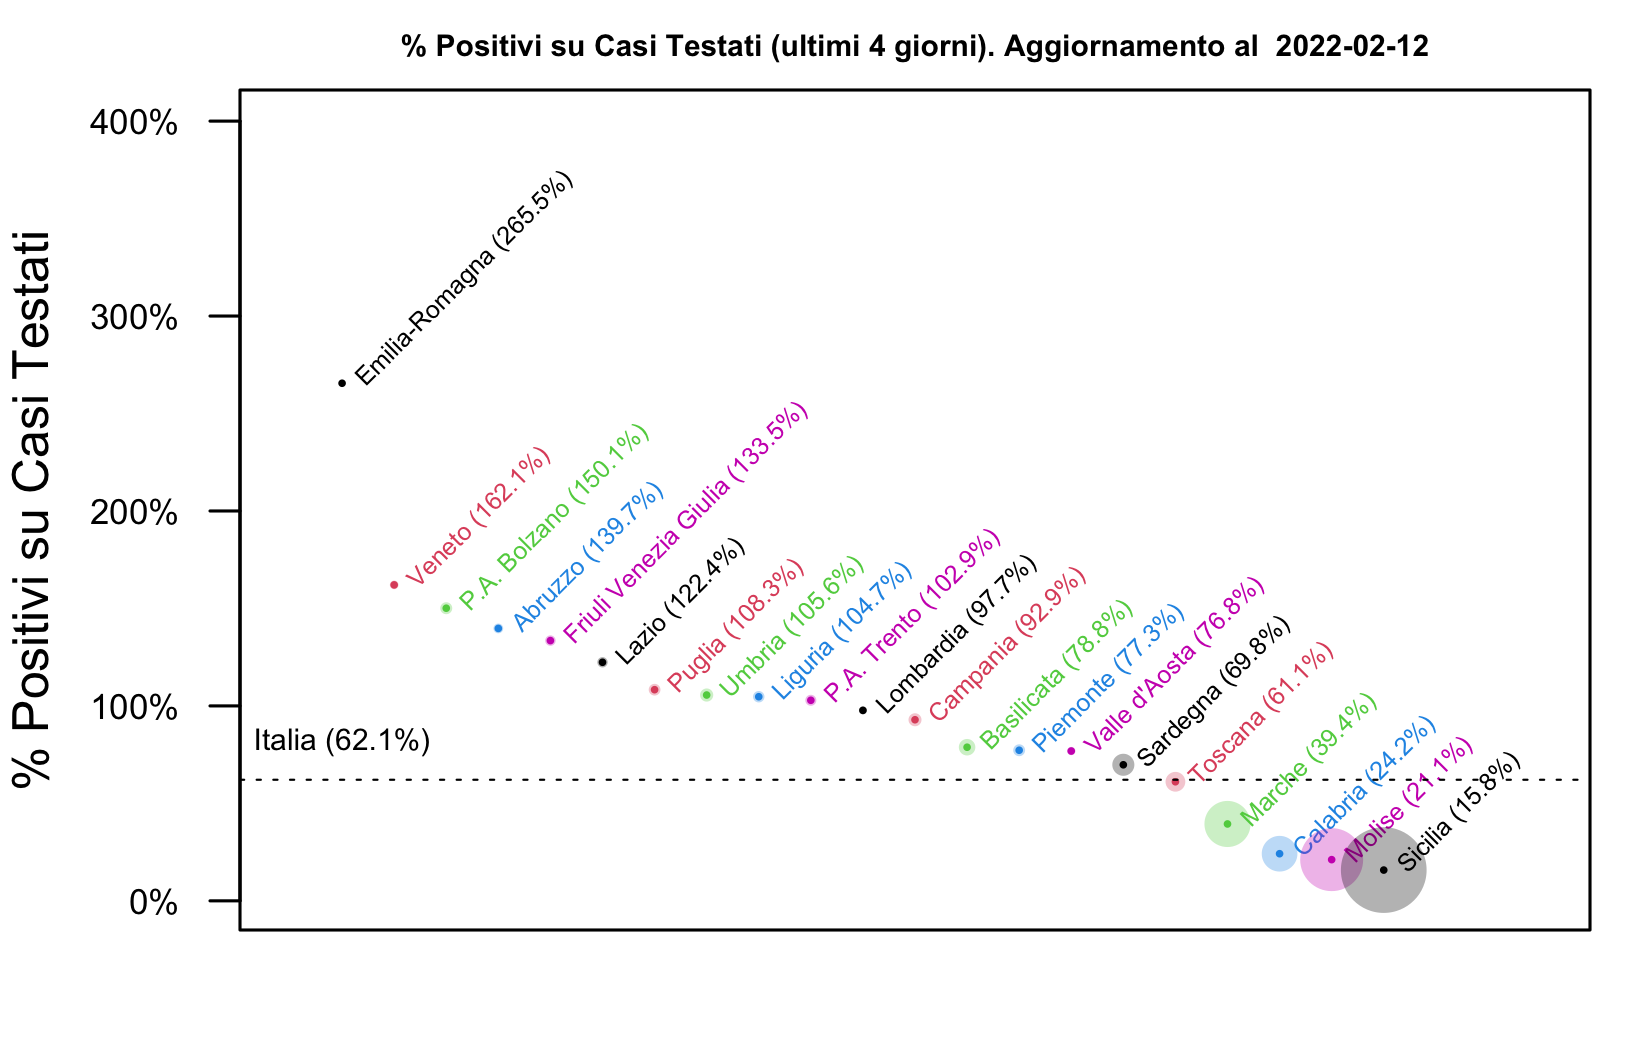 % Positivi su Casi Testati (ultimi 4 giorni). Aggiornamento al  2022-02-12
% Positivi su Casi Testati
400%
300%
200%
100%
0%
Emilia-Romagna (265.5%)
Veneto (162.1%)
P.A. Bolzano (150.1%)
Abruzzo (139.7%)
Friuli Venezia Giulia (133.5%)
Lazio (122.4%)
Puglia (108.3%)
Umbria (105.6%)
Liguria (104.7%)
P.A. Trento (102.9%)
Lombardia (97.7%)
Campania (92.9%)
Basilicata (78.8%)
Piemonte (77.3%)
Valle d'Aosta (76.8%)
Sardegna (69.8%)
Toscana (61.1%)
Marche (39.4%)
Calabria (24.2%)
Molise (21.1%)
Sicilia (15.8%)
Italia (62.1%)